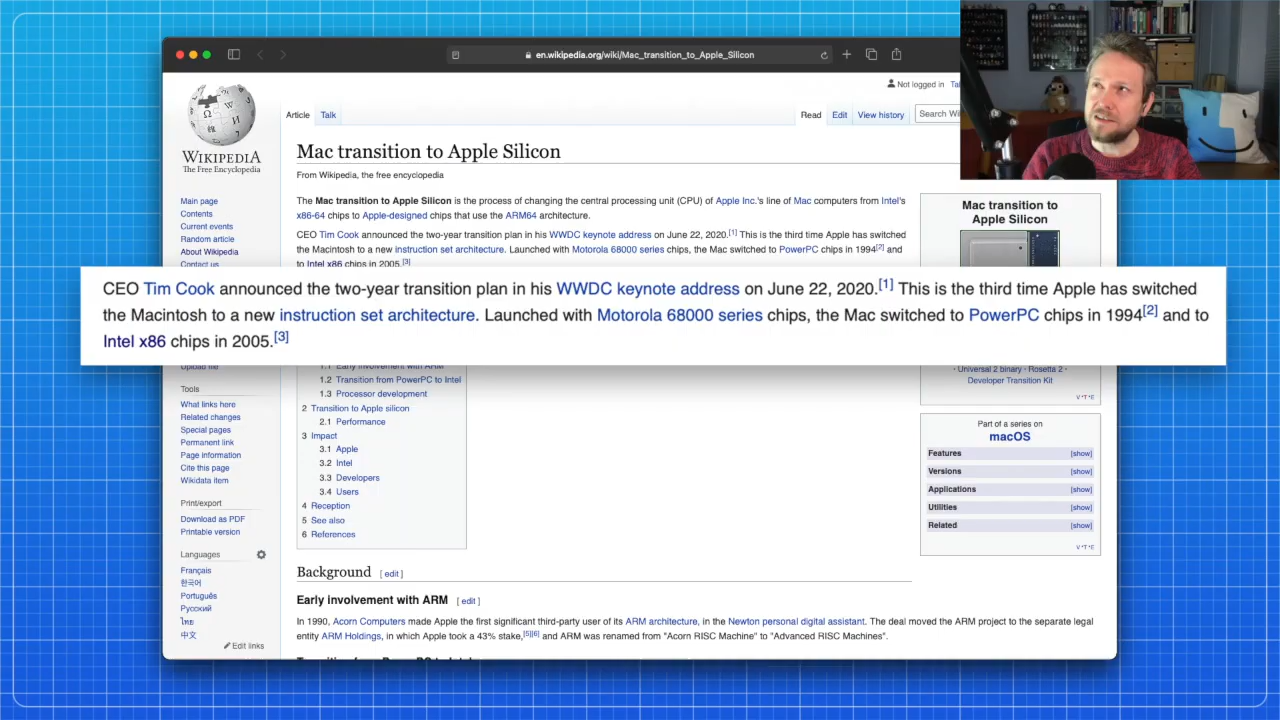 en.wikipedia.org/wiki/Mac_transition_to_Apple_Silicon
Not logged in
WIKIPEDIA
The Free Encyclopedia
Main page
Contents
Current events
Random article
About Wikipedia
Contact us
Upload file
Tools
What links here
Related changes
Special pages
Permanent link
Page information
Cite this page
Wikidata item
Print/export
Download as PDF
Printable version
Languages
Français
한국어
Português
Русский
ไทย
中文
Edit links
Article Talk
Read Edit View history
Search
Mac transition to Apple Silicon
From Wikipedia, the free encyclopedia
The Mac transition to Apple Silicon is the process of changing the central processing unit (CPU) of Apple Inc.'s line of Mac computers from Intel's
x86-64 chips to Apple-designed chips that use the ARM64 architecture.
CEO Tim Cook announced the two-year transition plan in his WWDC keynote address on June 22, 2020.[1] This is the third time Apple has switched
the Macintosh to a new instruction set architecture. Launched with Motorola 68000 series chips, the Mac switched to PowerPC chips in 1994[2] and
to Intel x86 chips in 2005.[3]
CEO Tim Cook announced the two-year transition plan in his WWDC keynote address on June 22, 2020.[1] This is the third time Apple has switched
the Macintosh to a new instruction set architecture. Launched with Motorola 68000 series chips, the Mac switched to PowerPC chips in 1994[2] and to
Intel x86 chips in 2005.[3]
1.1 Early involvement with ARM
1.2 Transition from PowerPC to Intel
1.3 Processor development
2 Transition to Apple silicon
2.1 Performance
3 Impact
3.1 Apple
3.2 Intel
3.3 Developers
3.4 Users
4 Reception
5 See also
6 References
Background [ edit ]
Early involvement with ARM [ edit ]
In 1990, Acorn Computers made Apple the first significant third-party user of its ARM architecture, in the Newton personal digital assistant. The deal moved the ARM project to the separate legal
entity ARM Holdings, in which Apple took a 43% stake,[5][6] and ARM was renamed from "Acorn RISC Machine" to "Advanced RISC Machines".
Mac transition to
Apple Silicon
· Universal 2 binary · Rosetta 2 ·
Developer Transition Kit
V·T·E
Part of a series on
macOS
Features [show]
Versions [show]
Applications [show]
Utilities [show]
Related [show]
V·T·E